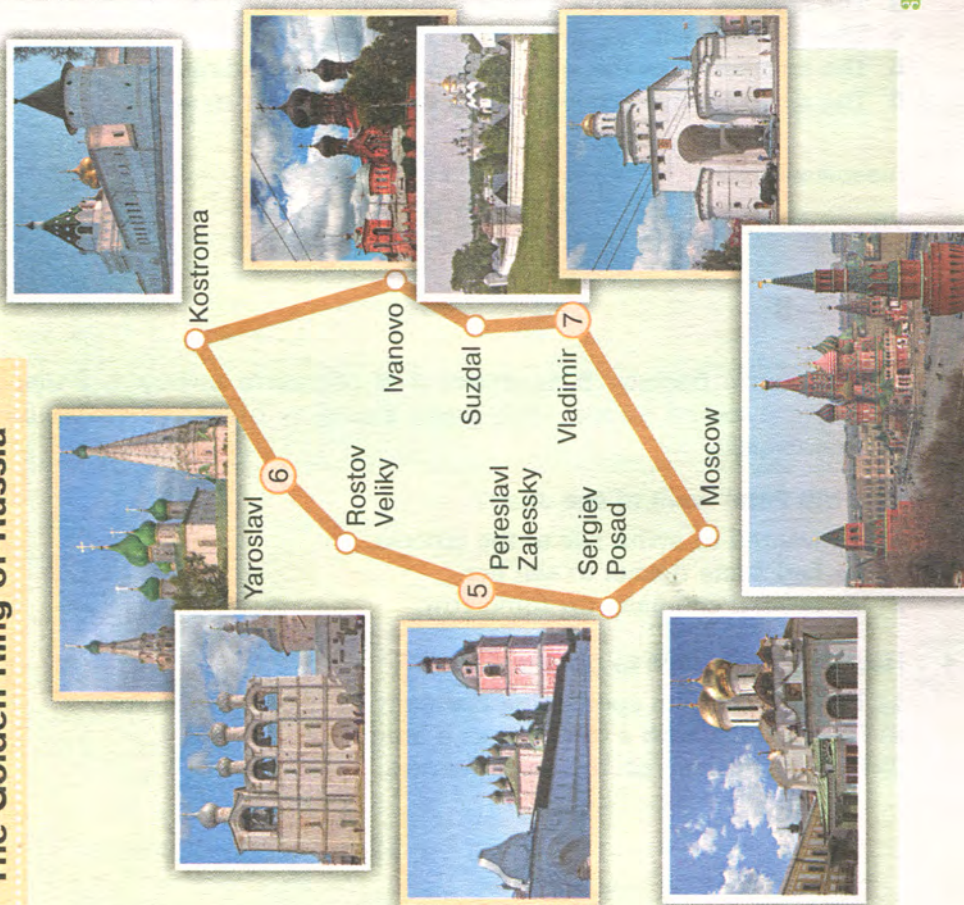 The Golden Ring of Russia
Kostroma
Yaroslavl
6
Rostov
Veliky
Ivanovo
Suzdal
5
Pereslavl
Zalessky
Vladimir
7
Sergiev
Posad
Moscow